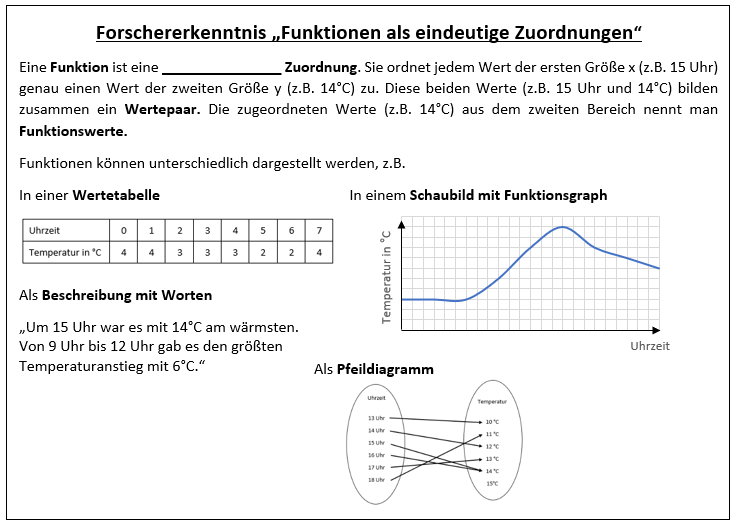 Forschererkenntnis „Funktionen als eindeutige Zuordnungen“
Eine Funktion ist eine ______________ Zuordnung. Sie ordnet jedem Wert der ersten Größe x (z.B. 15 Uhr)
genau einen Wert der zweiten Größe y (z.B. 14°C) zu. Diese beiden Werte (z.B. 15 Uhr und 14°C) bilden
zusammen ein Wertepaar. Die zugeordneten Werte (z.B. 14°C) aus dem zweiten Bereich nennt man
Funktionswerte.
Funktionen können unterschiedlich dargestellt werden, z.B.
In einer Wertetabelle
Uhrzeit 0 1 2 3 4 5 6 7
Temperatur in °C 4 4 3 3 3 2 2 4
In einem Schaubild mit Funktionsgraph
Temperatur in °C
Uhrzeit
Als Beschreibung mit Worten
„Um 15 Uhr war es mit 14°C am wärmsten.
Von 9 Uhr bis 12 Uhr gab es den größten
Temperaturanstieg mit 6°C.“
Als Pfeildiagramm
Uhrzeit
13 Uhr
14 Uhr
15 Uhr
16 Uhr
17 Uhr
18 Uhr
Temperatur
10 °C
11 °C
12 °C
13 °C
14 °C
15°C